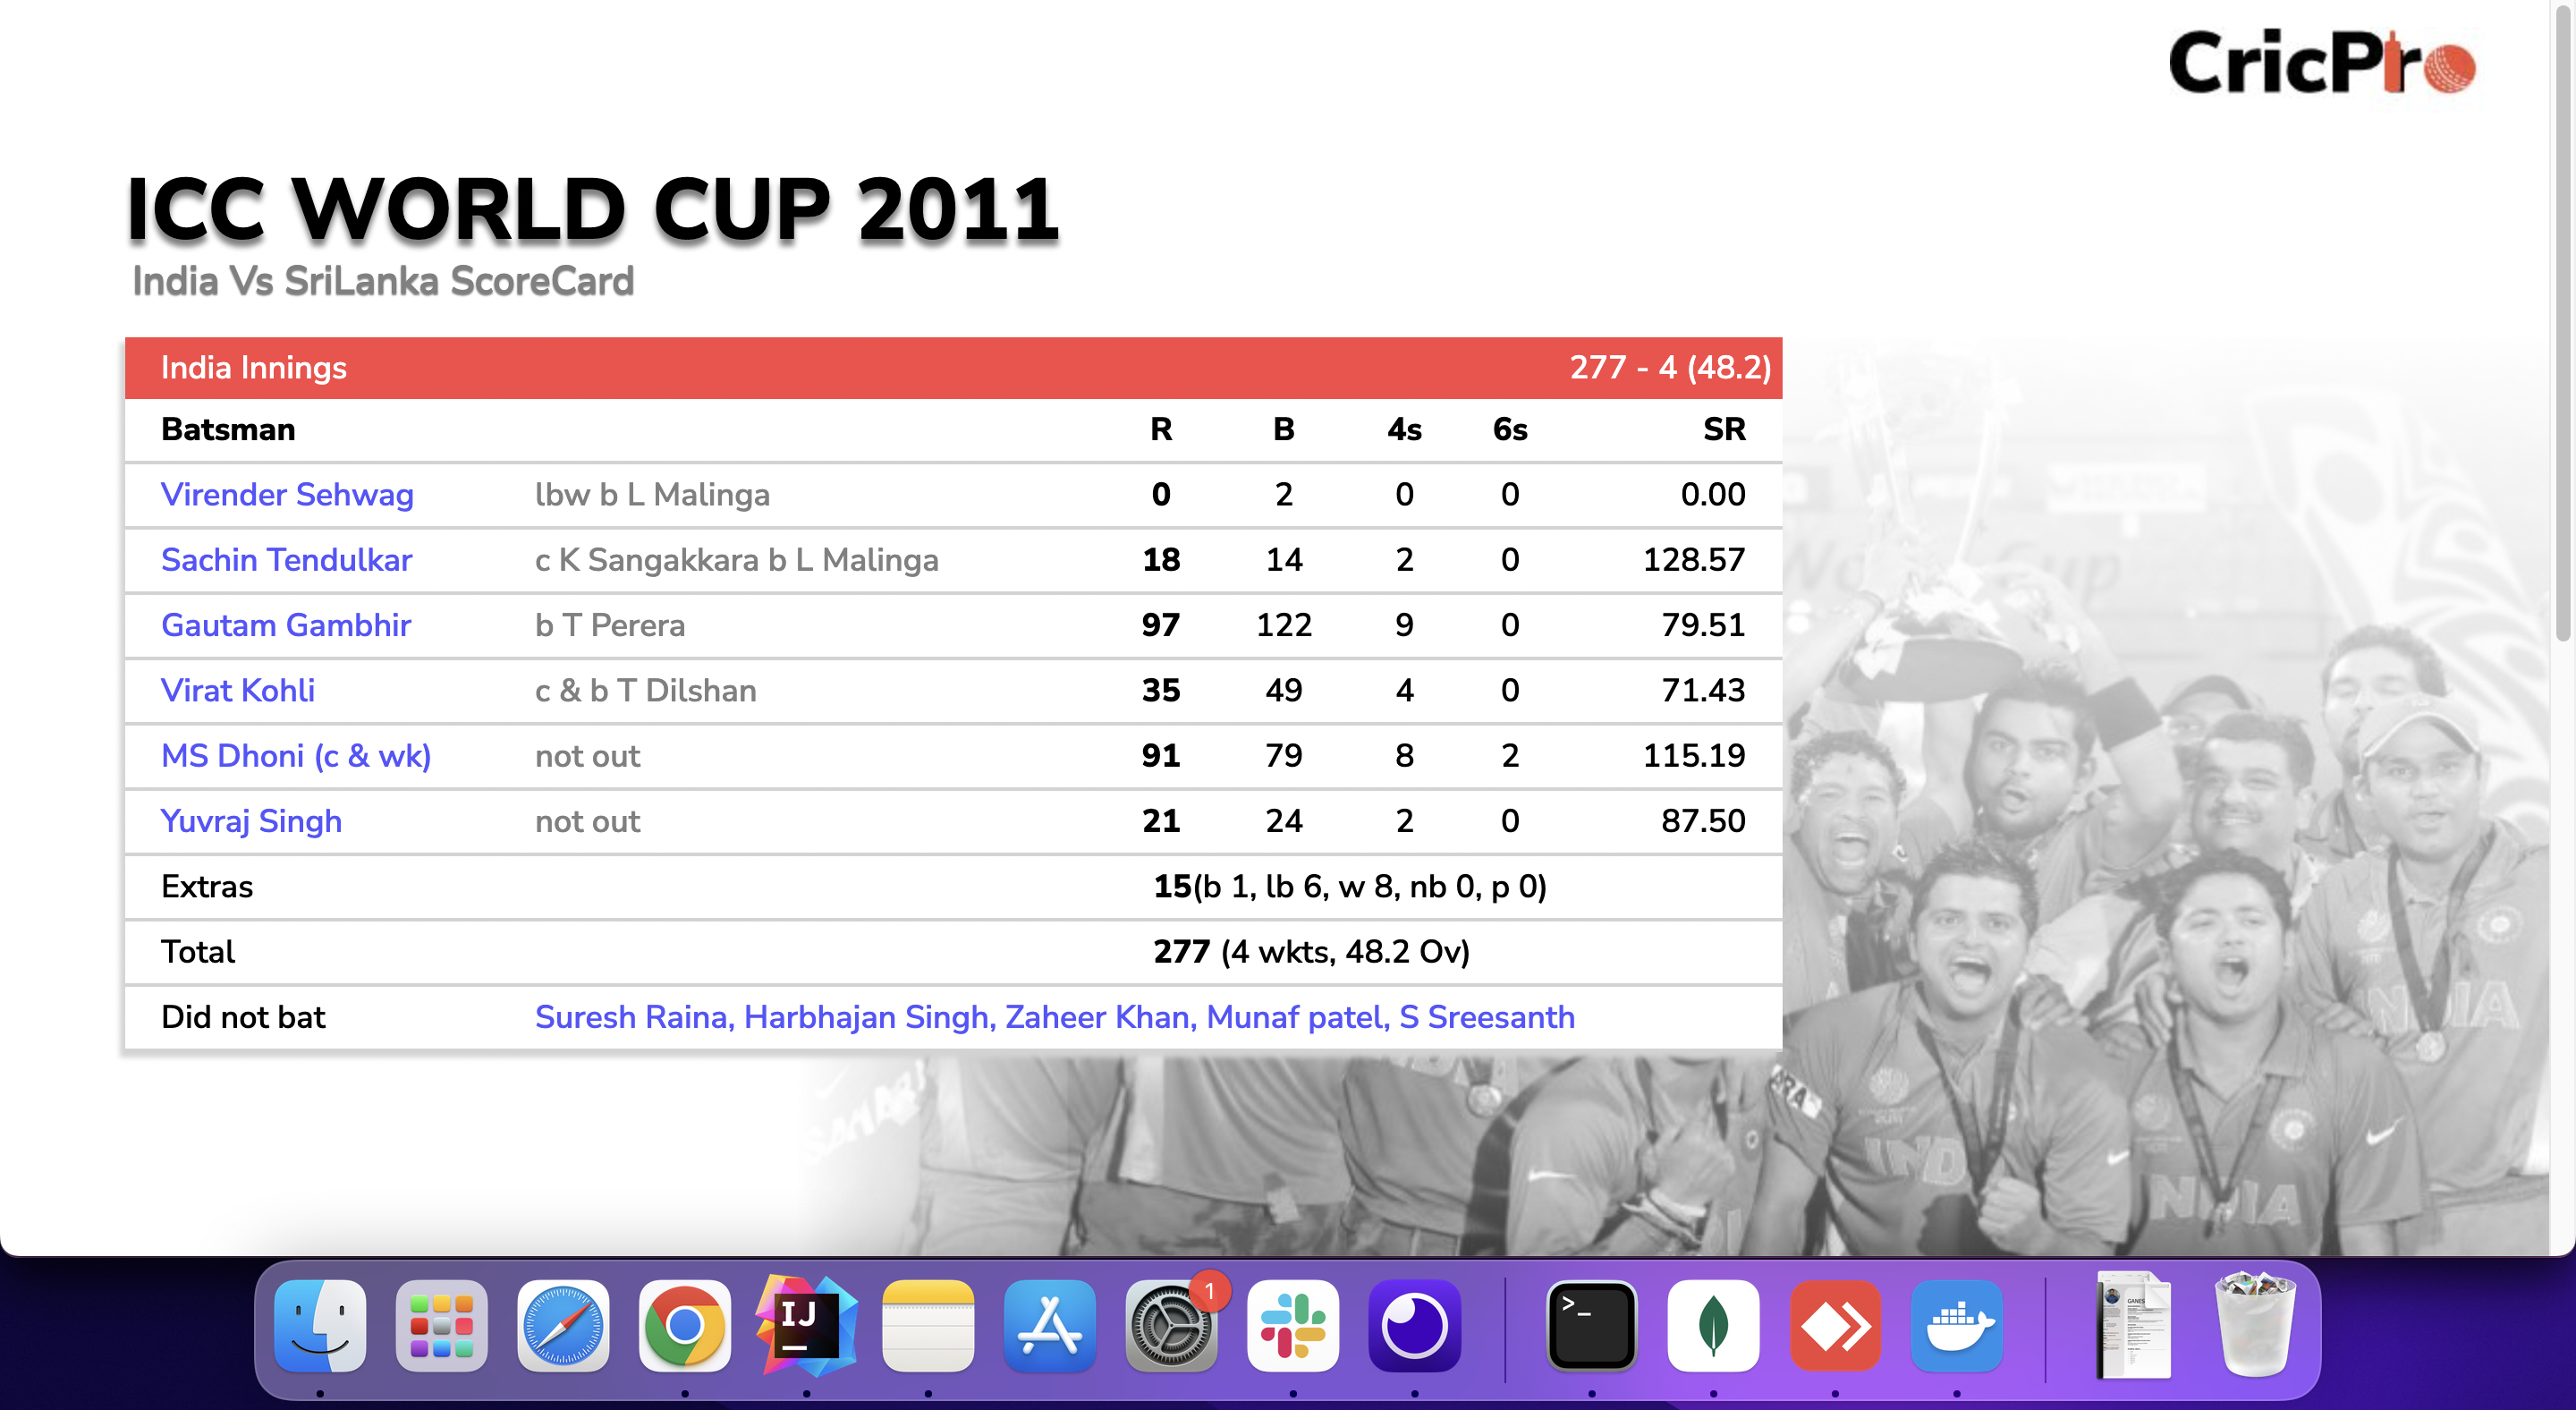 CricPro
ICC WORLD CUP 2011
India Vs SriLanka ScoreCard
India Innings 277 - 4 (48.2)
Batsman R B 4s 6s SR
Virender Sehwag lbw b L Malinga 0 2 0 0 0.00
Sachin Tendulkar c K Sangakkara b L Malinga 18 14 2 0 128.57
Gautam Gambhir b T Perera 97 122 9 0 79.51
Virat Kohli c & b T Dilshan 35 49 4 0 71.43
MS Dhoni (c & wk) not out 91 79 8 2 115.19
Yuvraj Singh not out 21 24 2 0 87.50
Extras 15(b 1, lb 6, w 8, nb 0, p 0)
Total 277 (4 wkts, 48.2 Ov)
Did not bat Suresh Raina, Harbhajan Singh, Zaheer Khan, Munaf patel, S Sreesanth
IJ
1
>_